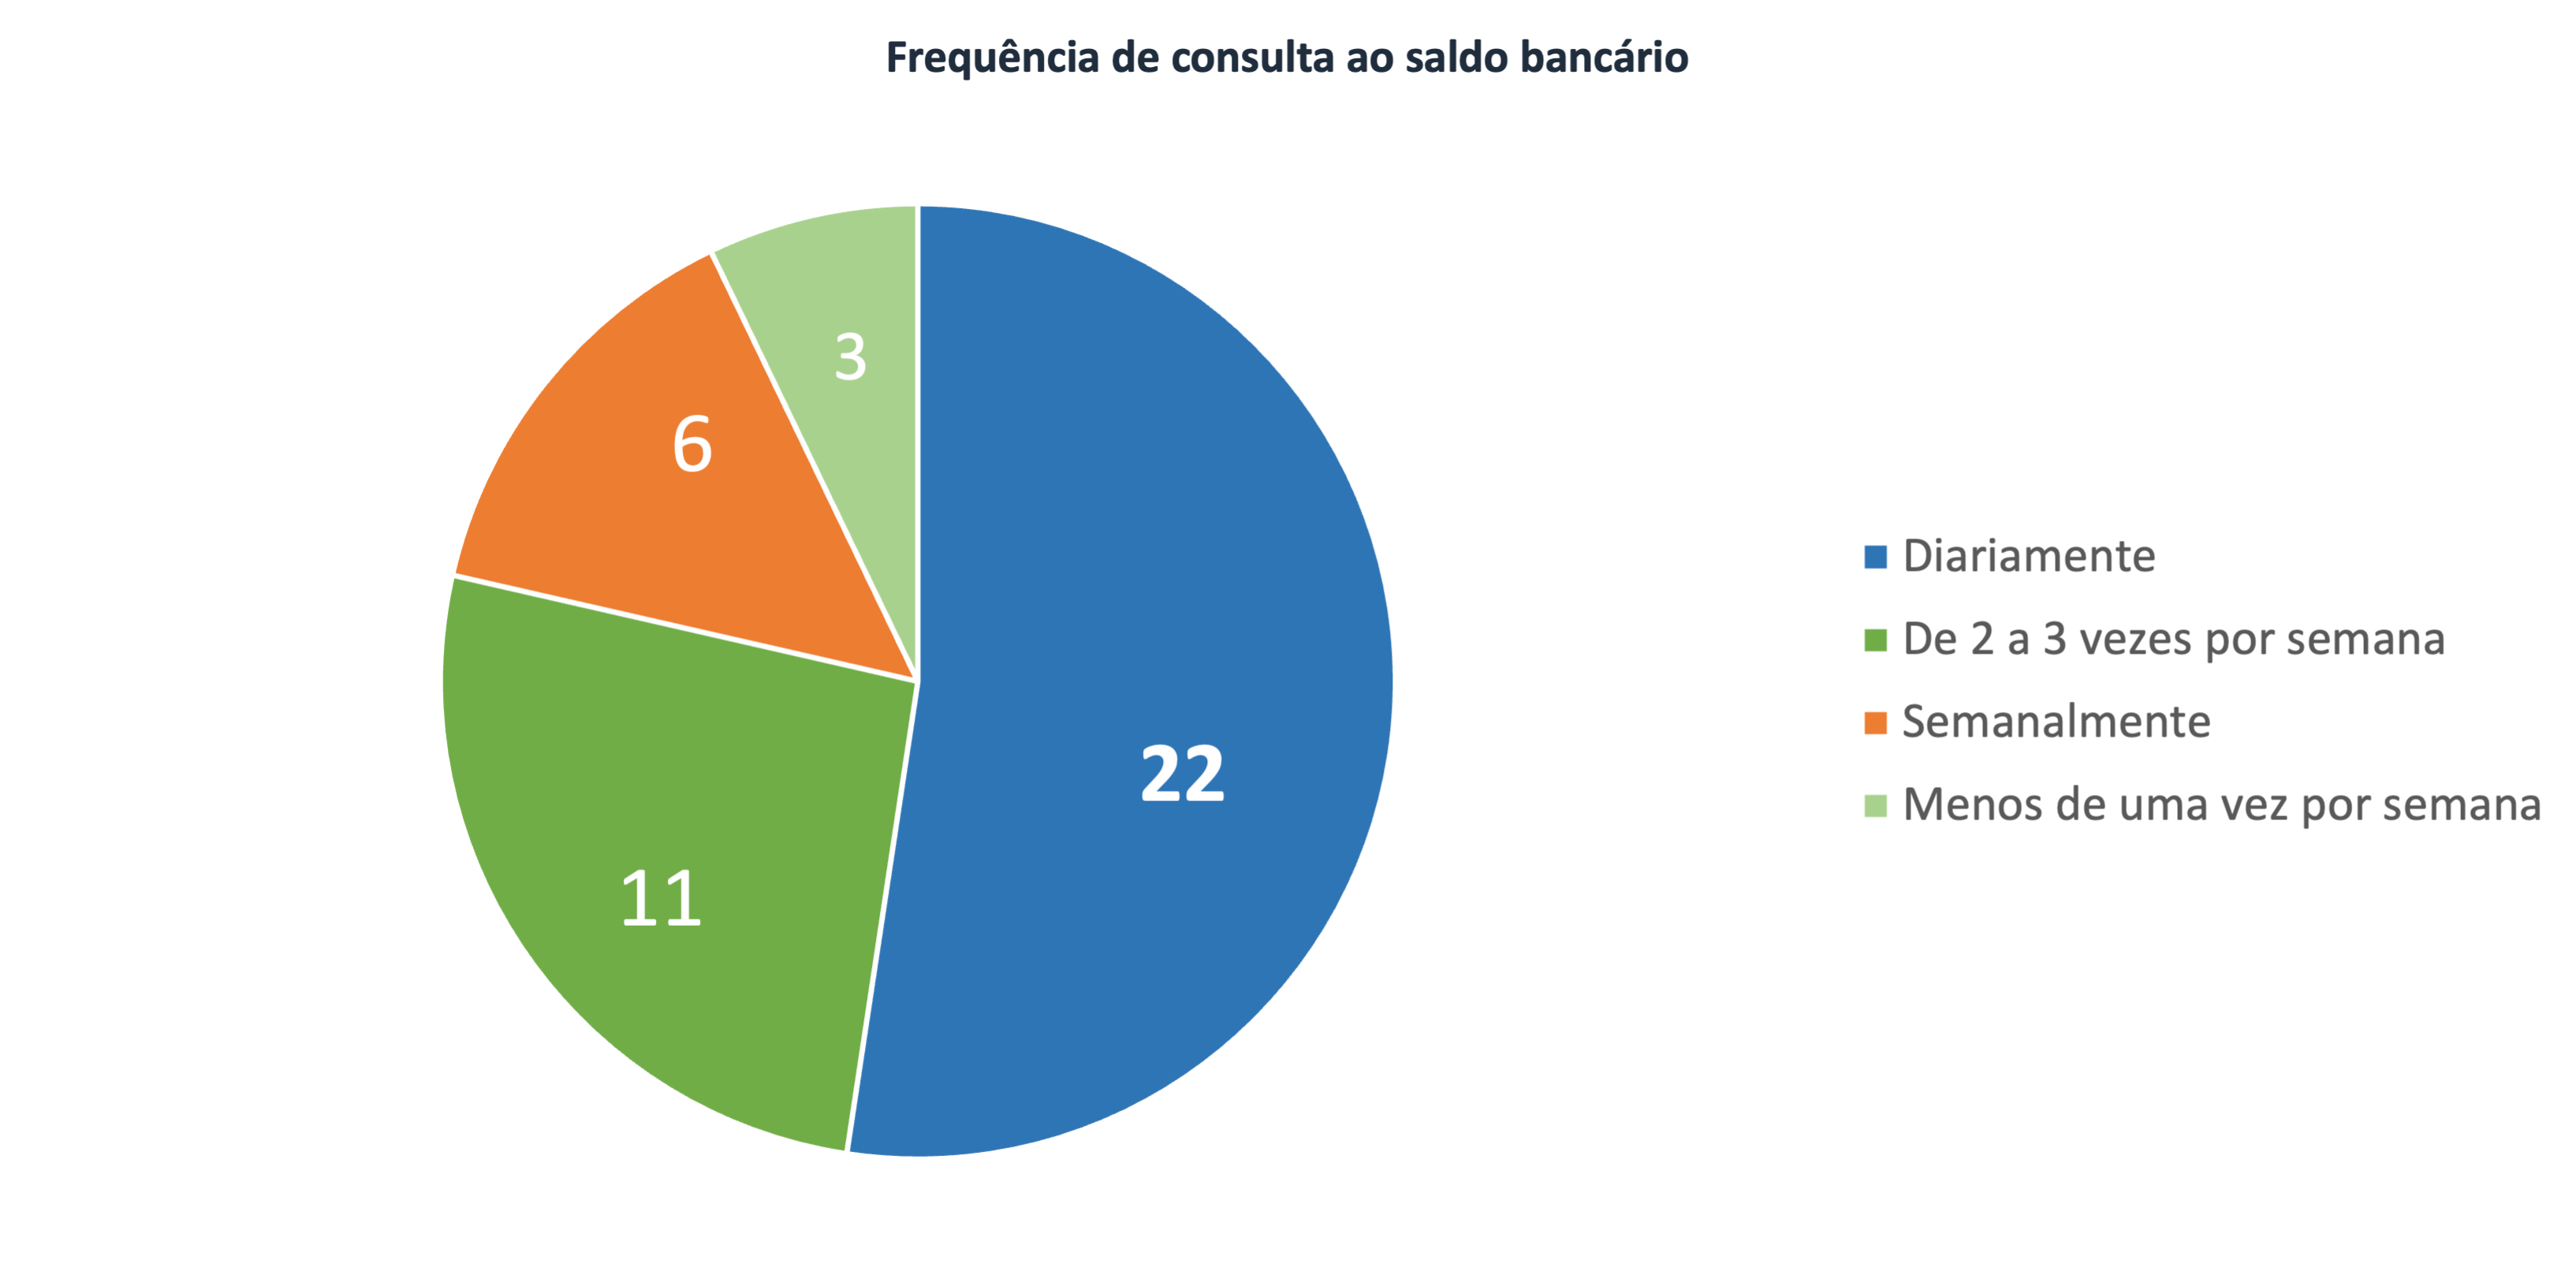 Frequência de consulta ao saldo bancário
3
6
22
11
Diariamente
De 2 a 3 vezes por semana
Semanalmente
Menos de uma vez por semana